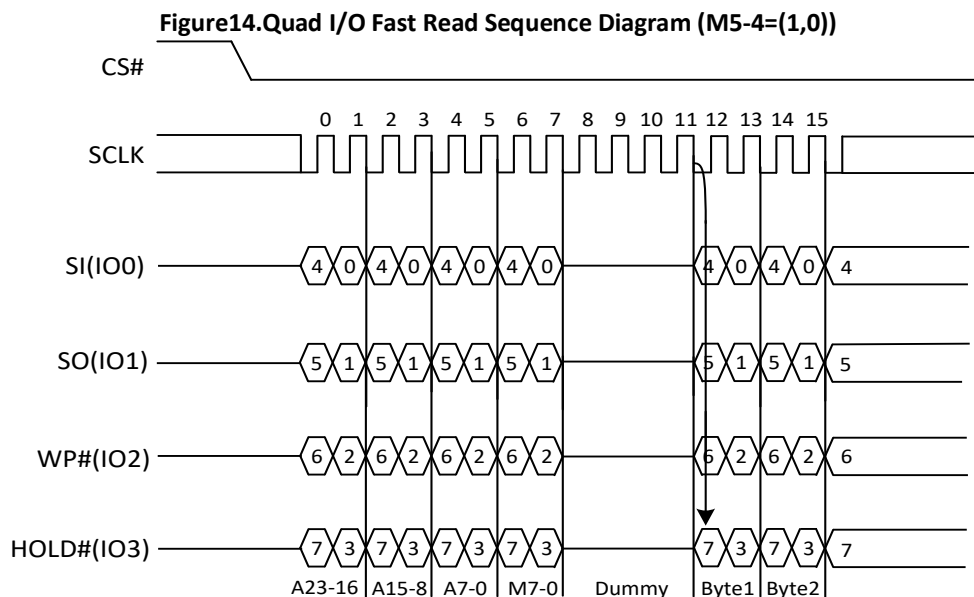 Figure14.Quad I/O Fast Read Sequence Diagram (M5-4=(1,0))
CS#
0 1 2 3 4 5 6 7 8 9 10 11 12 13 14 15
SCLK
SI(IO0) 4 0 4 0 4 0 4 0 4 0 4 0 4
SO(IO1) 5 1 5 1 5 1 5 1 5 1 5 1 5
WP#(IO2) 6 2 6 2 6 2 6 2 6 2 6 2 6
HOLD#(IO3) 7 3 7 3 7 3 7 3 7 3 7 3 7
A23-16 A15-8 A7-0 M7-0 Dummy Byte1 Byte2